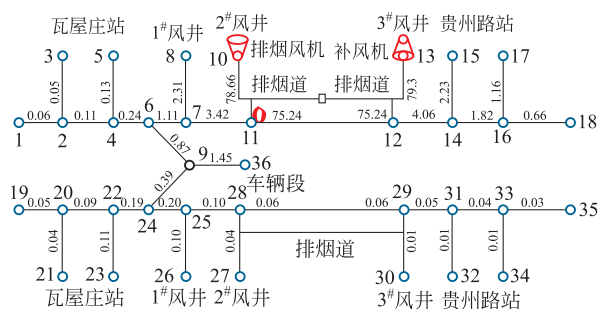 瓦屋庄站 1#风井 2#风井 3#风井 贵州路站
3 5 8 10 排烟风机 补风机 13 15 17
0.05 0.13 2.31 78.66 排烟道 排烟道 79.3 2.23 1.16
0.06 0.11 0.24 6 1.11 7 3.42 75.24 75.24 4.06 1.82 0.66
1 2 4 11 12 14 16 18
0.87 9 1.45 36
车辆段
0.39
19 20 22 28 29 31 33 35
0.05 0.09 0.19 0.20 0.10 0.06 0.06 0.05 0.04 0.03
24 25
0.04 0.11 0.10 0.04 排烟道 0.01 0.01 0.01
21 23 26 27 30 32 34
瓦屋庄站 1#风井 2#风井 3#风井 贵州路站